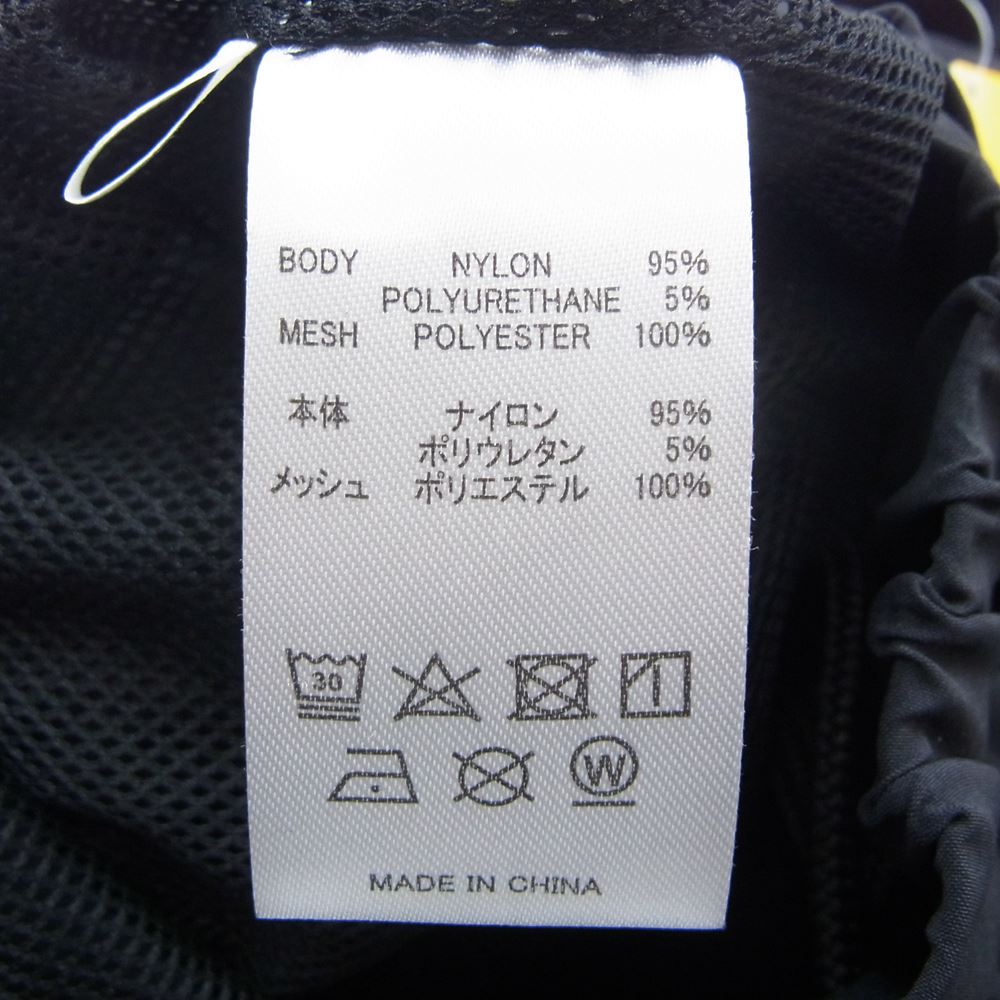 BODY NYLON 95%
POLYURETHANE 5%
MESH POLYESTER 100%
本体 ナイロン 95%
ポリウレタン 5%
メッシュ ポリエステル 100%
30
W
MADE IN CHINA